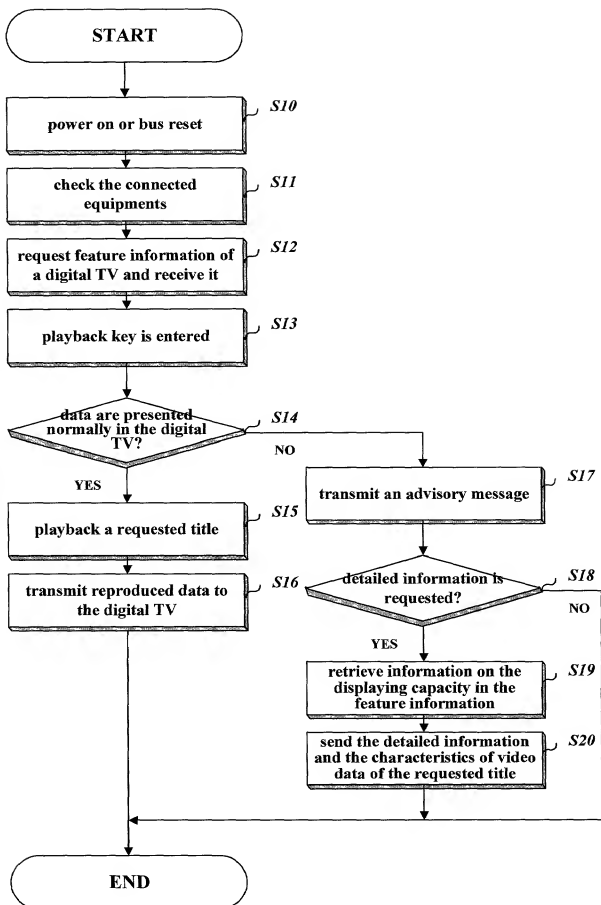 START
S10
power on or bus reset
S11
check the connected
equipments
S12
request feature information of
a digital TV and receive it
S13
playback key is entered
S14
data are presented
normally in the digital
TV?
NO
YES
S15
playback a requested title
S16
transmit reproduced data to
the digital TV
S17
transmit an advisory message
S18
detailed information is
requested?
NO
YES
S19
retrieve information on the
displaying capacity in the
feature information
S20
send the detailed information
and the characteristics of video
data of the requested title
END